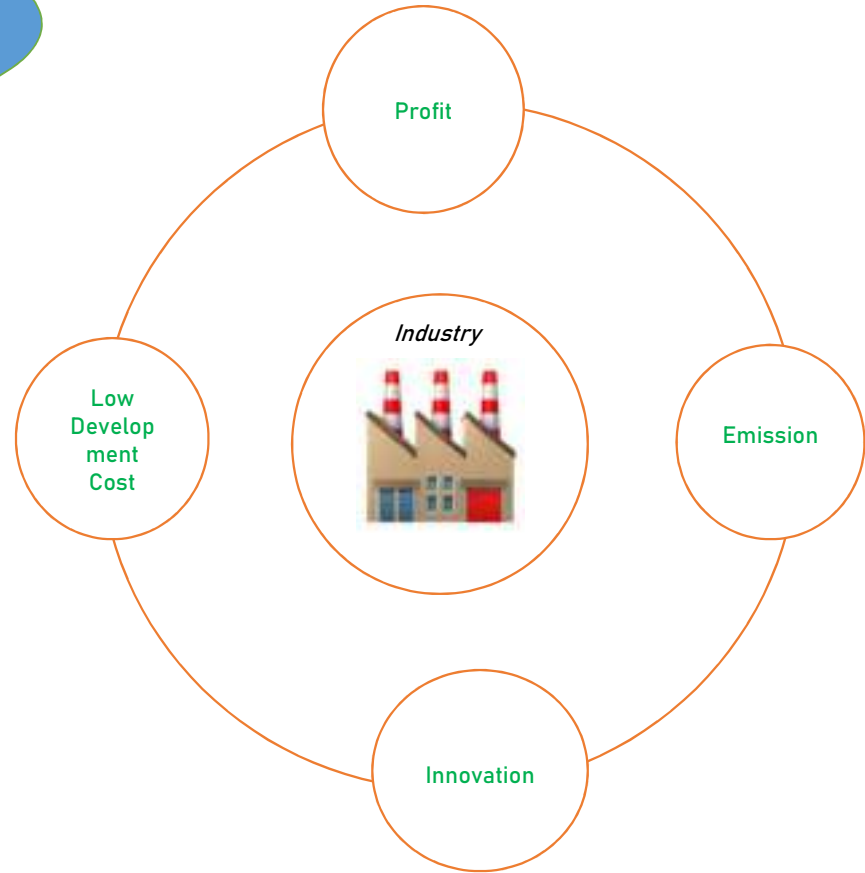 Profit
Industry
Low
Develop
ment
Cost
Emission
Innovation